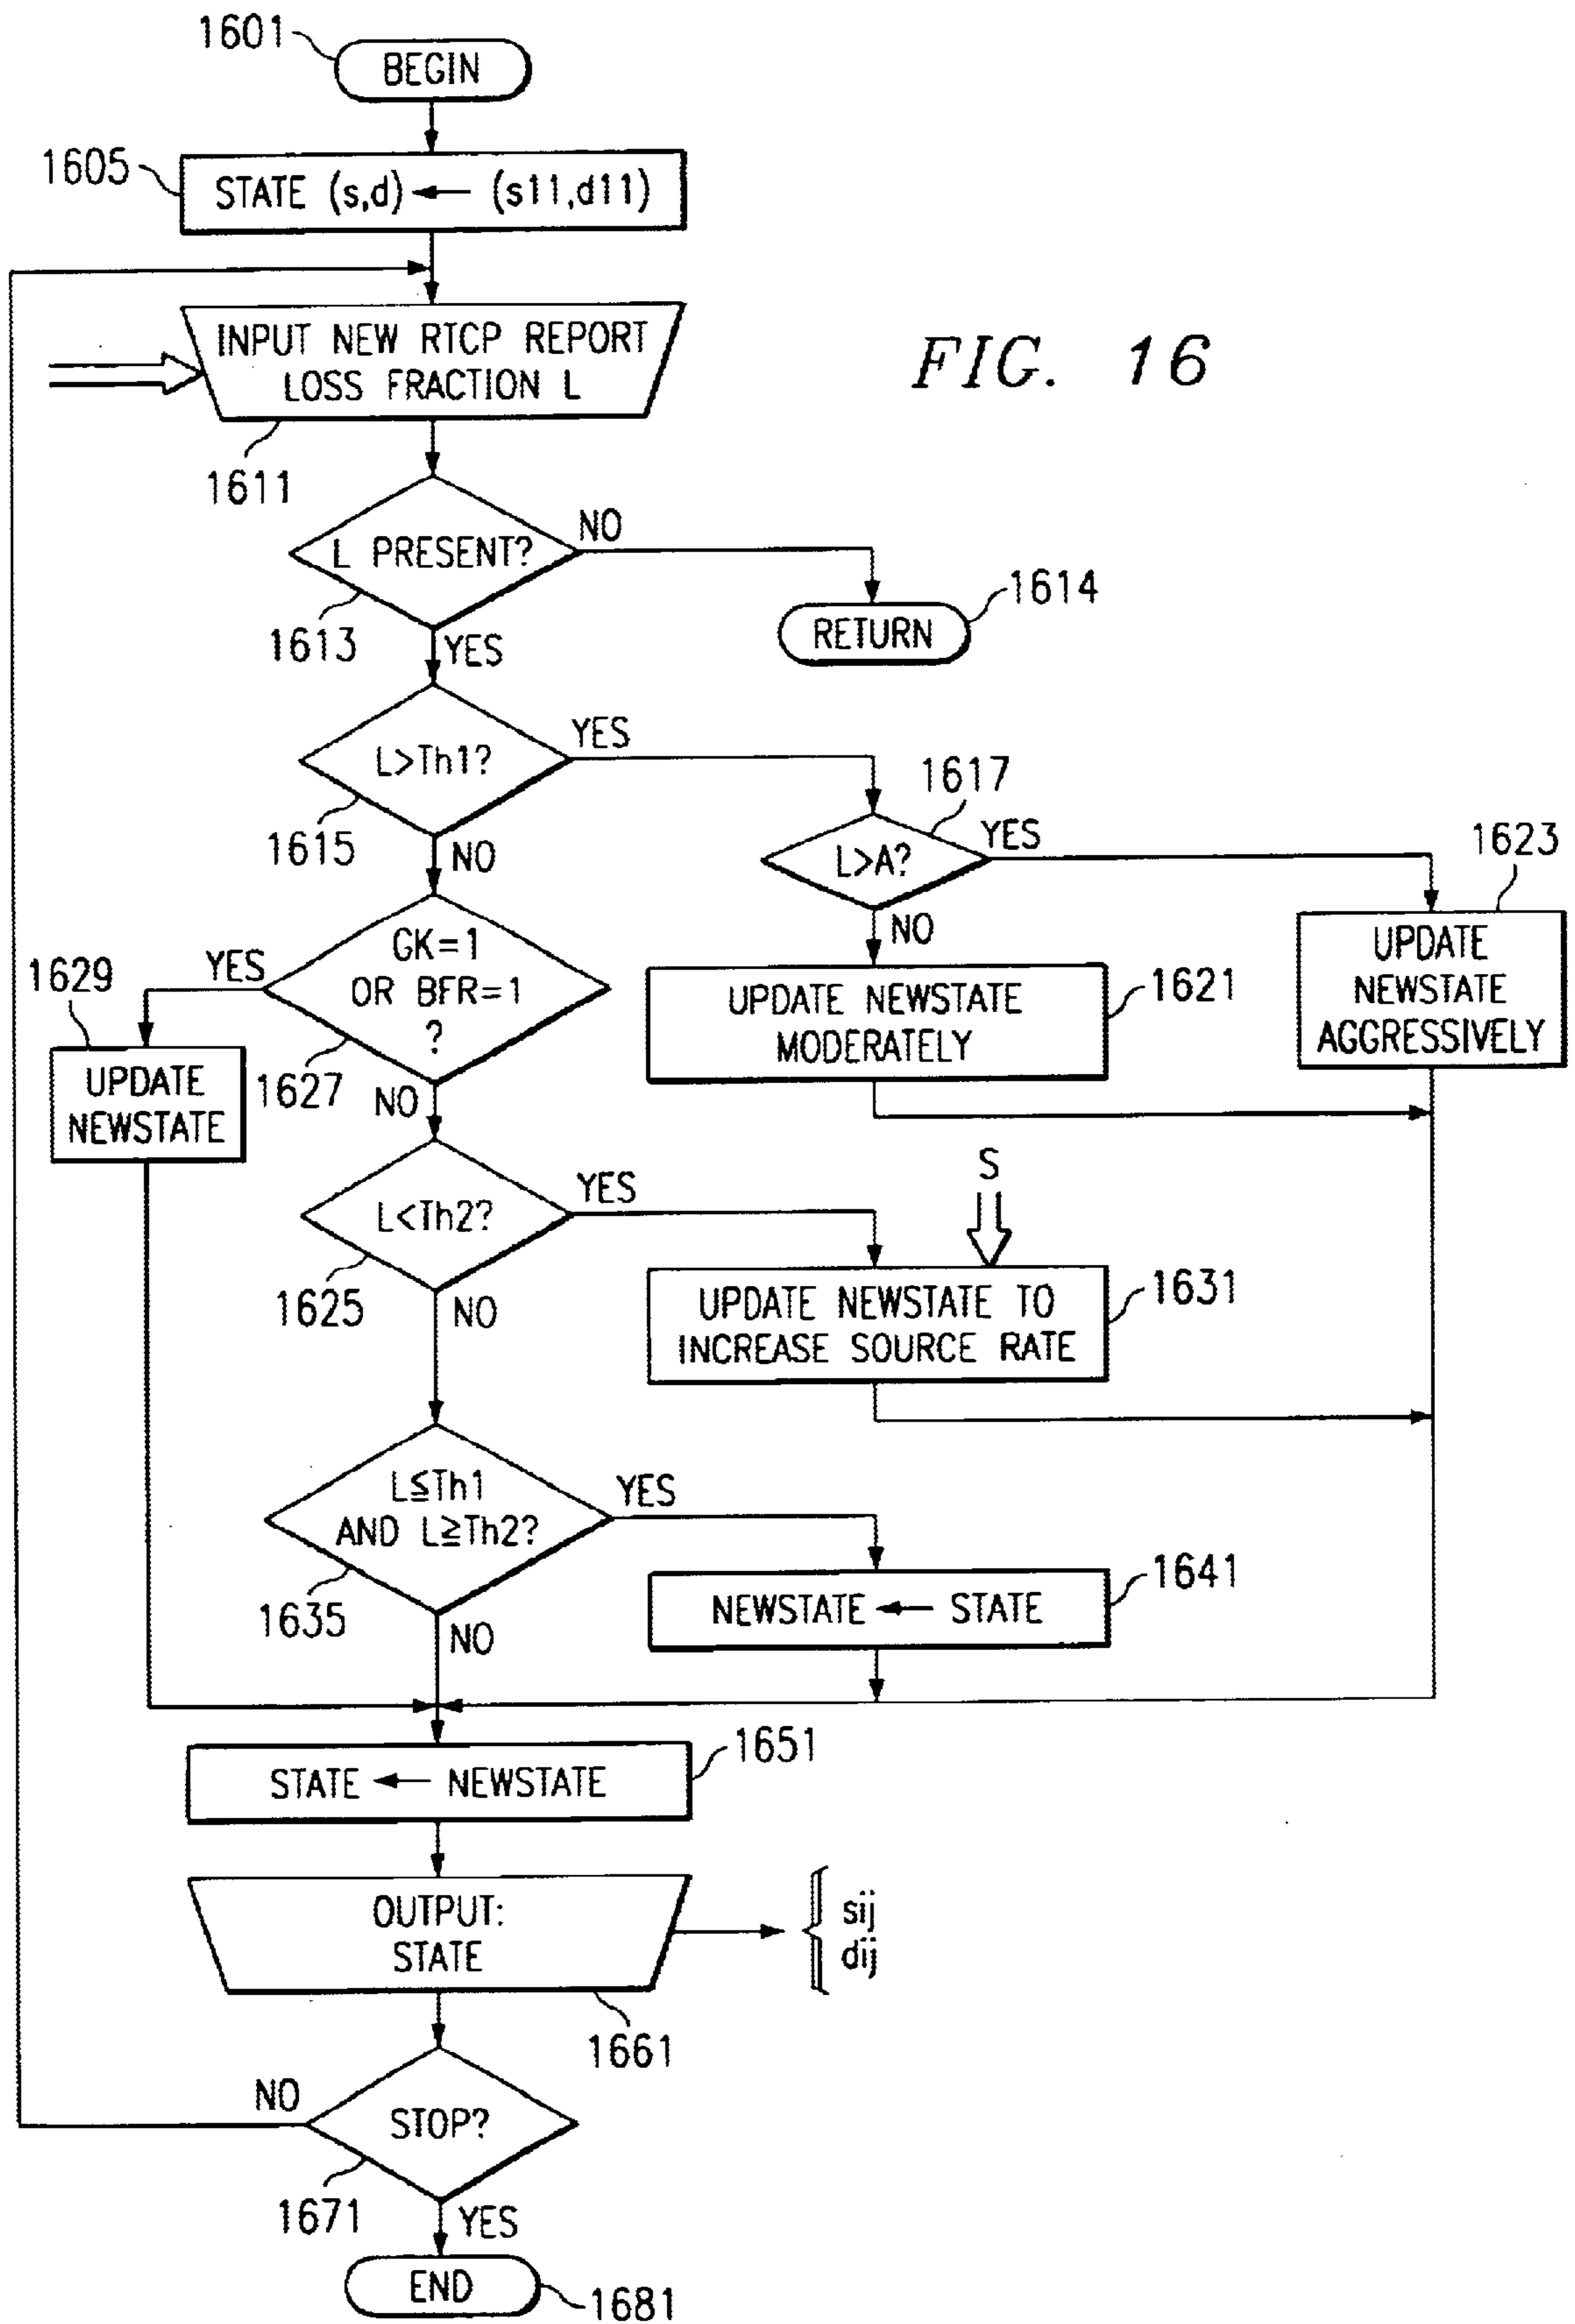 1601
BEGIN
1605
STATE (s,d) ← (s11,d11)
INPUT NEW RTCP REPORT
LOSS FRACTION L
FIG. 16
1611
L PRESENT?
NO
1614
RETURN
1613
YES
L>Th1?
YES
1615
NO
1617
L>A?
YES
1623
NO
UPDATE
NEWSTATE
AGGRESSIVELY
GK=1
OR BFR=1
?
YES
1629
UPDATE
NEWSTATE
1627
NO
UPDATE NEWSTATE
MODERATELY
1621
L<Th2?
YES
S
1625
NO
UPDATE NEWSTATE TO
INCREASE SOURCE RATE
1631
L≦Th1
AND L≧Th2?
YES
1635
NO
NEWSTATE ← STATE
1641
STATE ← NEWSTATE
1651
OUTPUT:
STATE
sij
dij
1661
STOP?
NO
1671
YES
END
1681